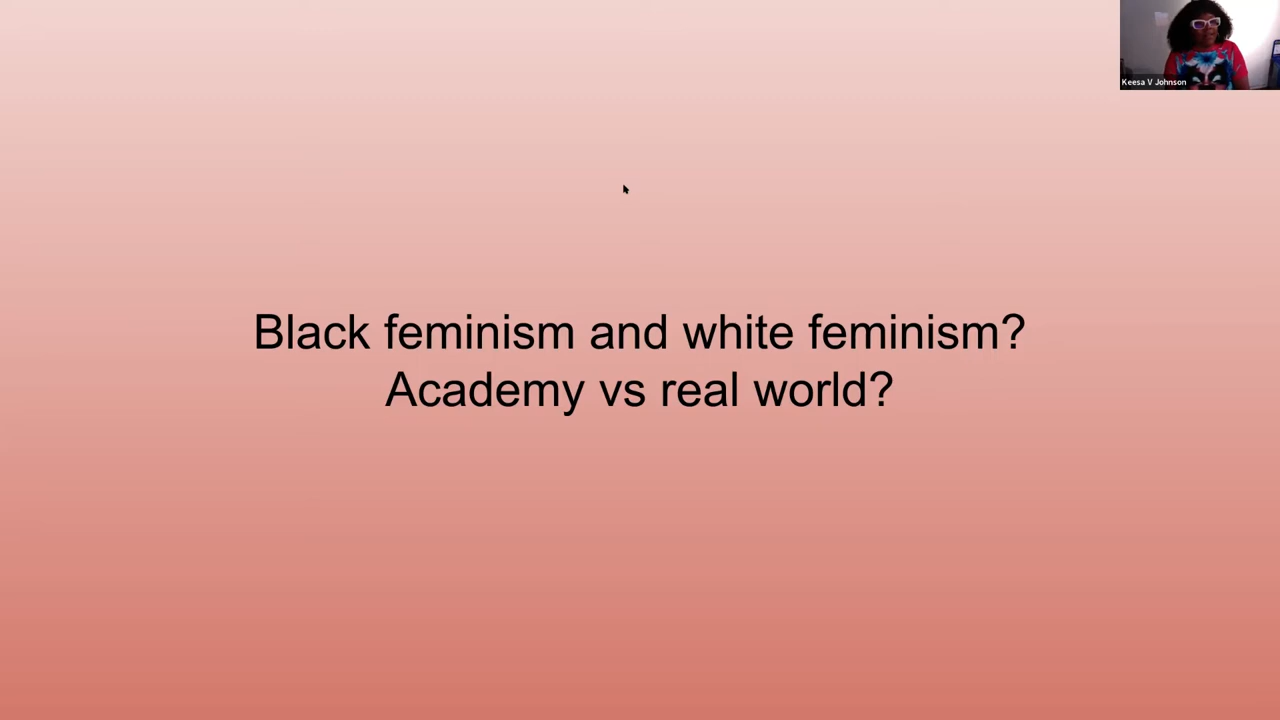 Keesa V Johnson
Black feminism and white feminism?
Academy vs real world?